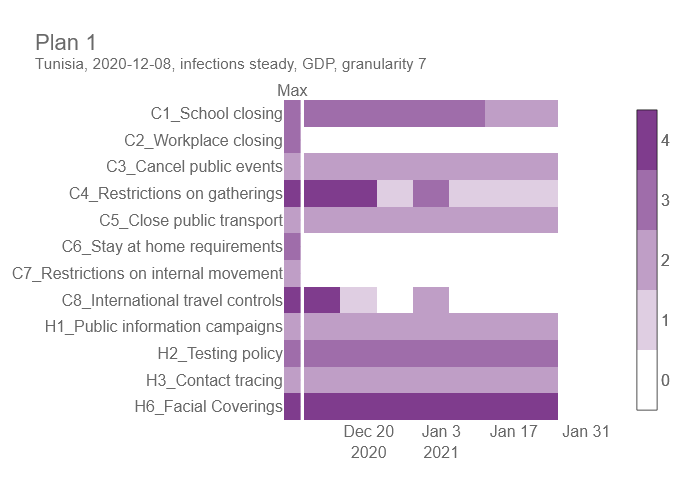 Plan 1
Tunisia, 2020-12-08, infections steady, GDP, granularity 7
Max
C1_School closing
C2_Workplace closing
C3_Cancel public events
C4_Restrictions on gatherings
C5_Close public transport
C6_Stay at home requirements
C7_Restrictions on internal movement
C8_International travel controls
H1_Public information campaigns
H2_Testing policy
H3_Contact tracing
H6_Facial Coverings
Dec 20 Jan 3 Jan 17 Jan 31
2020 2021
4
3
2
1
0